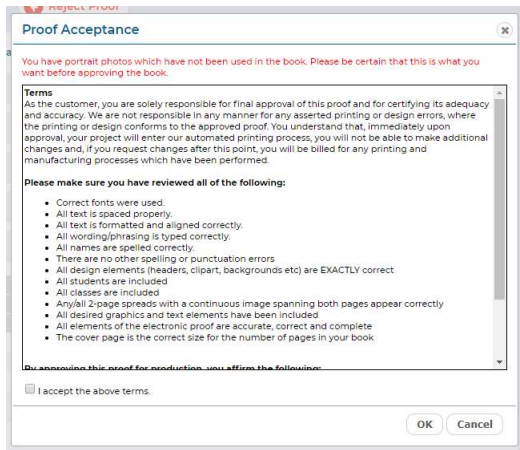 Reject Proof
Proof Acceptance
You have portrait photos which have not been used in the book. Please be certain that this is what you
want before approving the book.
Terms
As the customer, you are solely responsible for final approval of this proof and for certifying its adequacy
and accuracy. We are not responsible in any manner for any asserted printing or design errors, where
the printing or design conforms to the approved proof. You understand that, immediately upon
approval, your project will enter our automated printing process, you will not be able to make additional
changes and, if you request changes after this point, you will be billed for any printing and
manufacturing processes which have been performed.
Please make sure you have reviewed all of the following:
• Correct fonts were used.
• All text is spaced properly.
• All text is formatted and aligned correctly.
• All wording/phrasing is typed correctly.
• All names are spelled correctly.
• There are no other spelling or punctuation errors
• All design elements (headers, clipart, backgrounds etc) are EXACTLY correct
• All students are included
• All classes are included
• Any/all 2-page spreads with a continuous image spanning both pages appear correctly
• All desired graphics and text elements have been included
• All elements of the electronic proof are accurate, correct and complete
• The cover page is the correct size for the number of pages in your book
By approving this proof for production, you affirm the following:
I accept the above terms.
OK Cancel